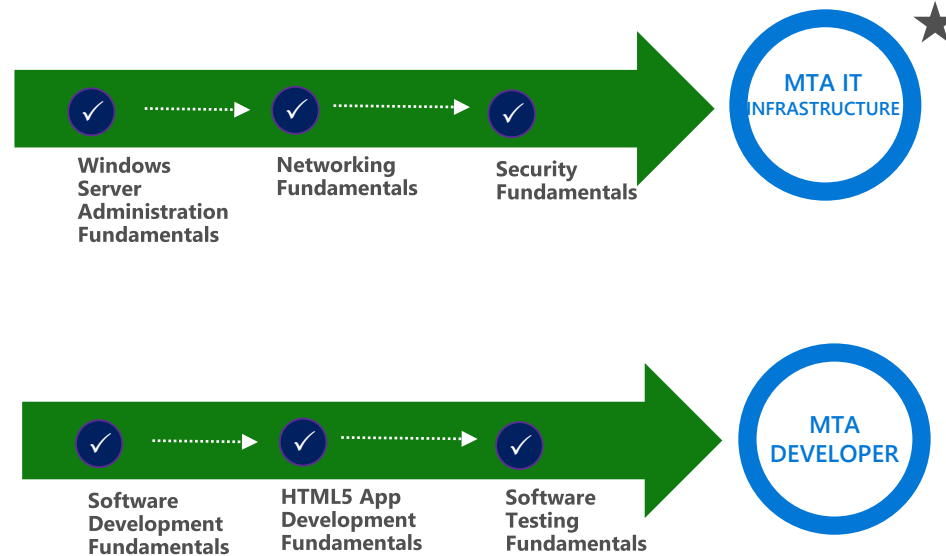 MTA IT
INFRASTRUCTURE
Windows
Server
Administration
Fundamentals
Networking
Fundamentals
Security
Fundamentals
MTA
DEVELOPER
Software
Development
Fundamentals
HTML5 App
Development
Fundamentals
Software
Testing
Fundamentals